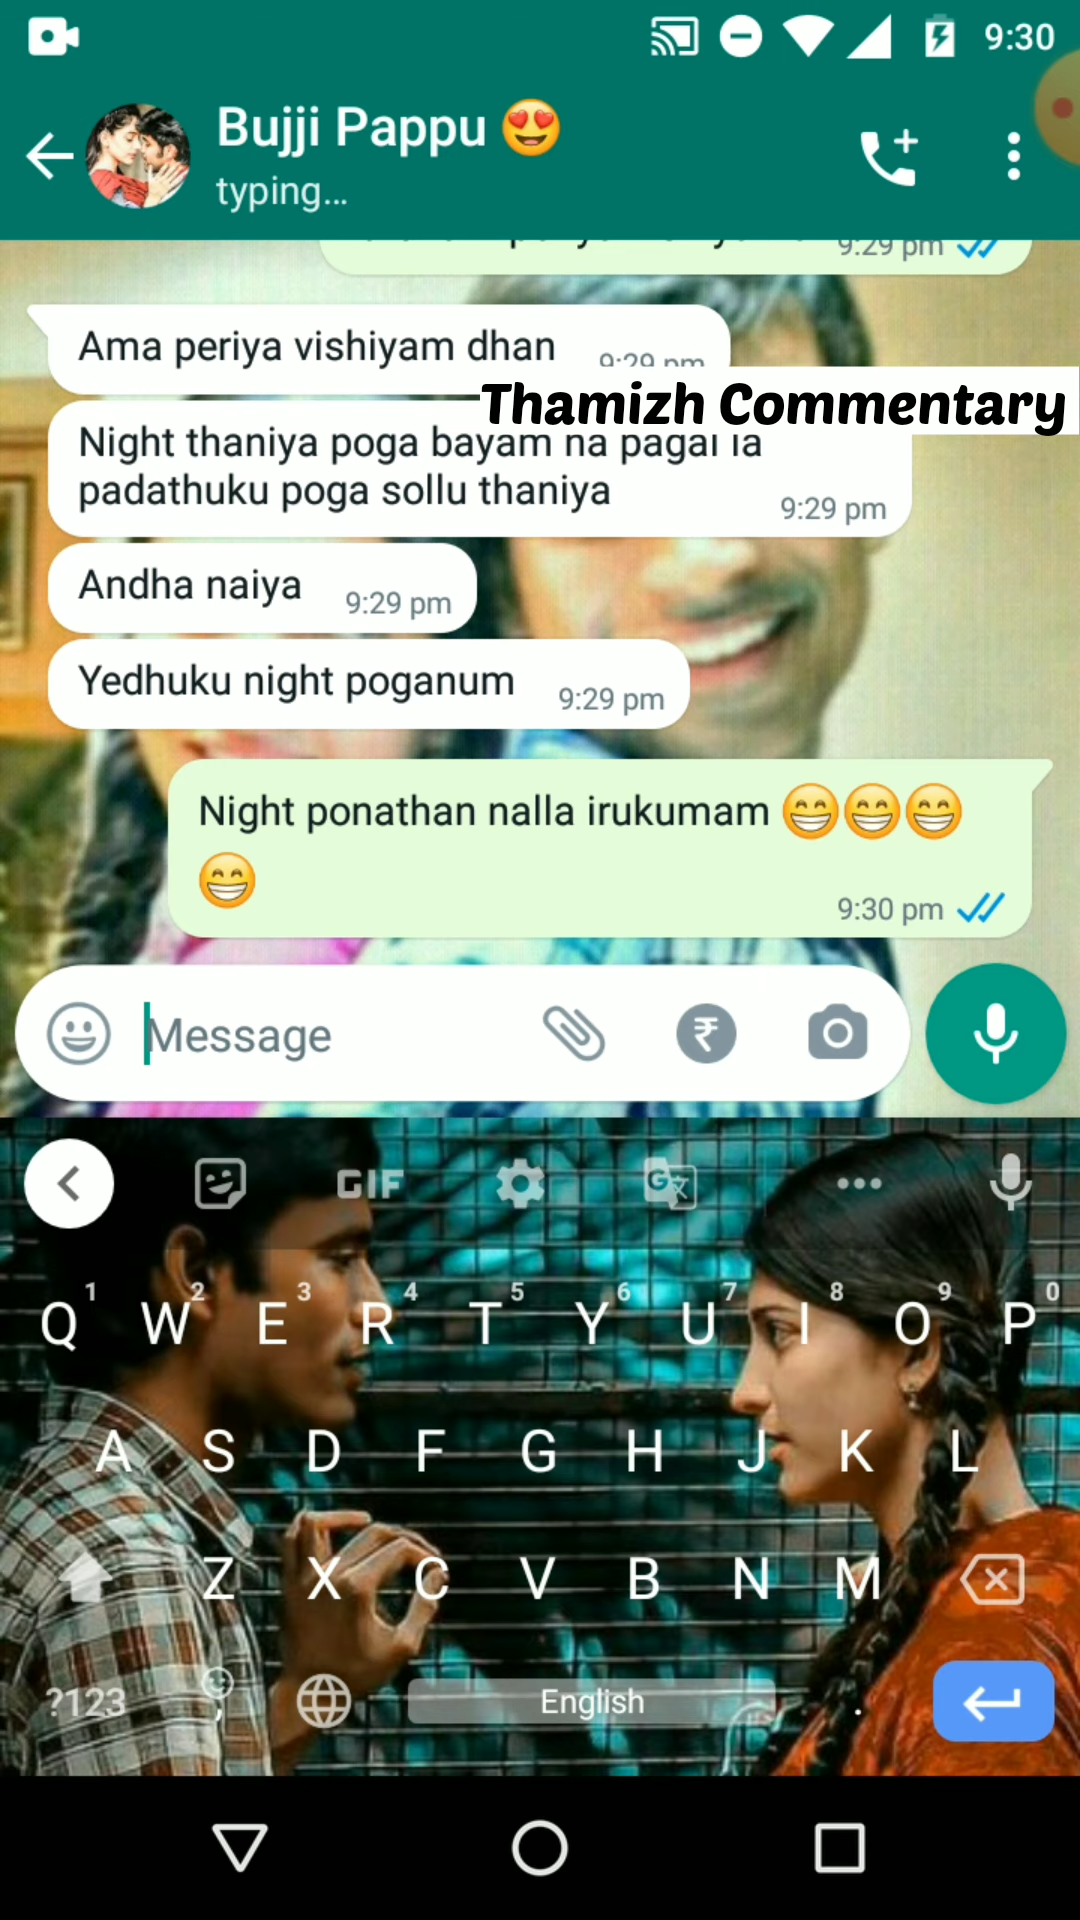 9:30
Bujji Pappu 😍
typing...
9:29 pm
Ama periya vishiyam dhan
9:29 pm
Thamizh Commentary
Night thaniya poga bayam na pagal la
padathuku poga sollu thaniya
9:29 pm
Andha naiya
9:29 pm
Yedhuku night poganum
9:29 pm
Night ponathan nalla irukumam 😁😁😁
😁
9:30 pm
Message
GIF
1 2 3 4 5 6 7 8 9 0
Q W E R T Y U I O P
A S D F G H J K L
Z X C V B N M
?123 , English .